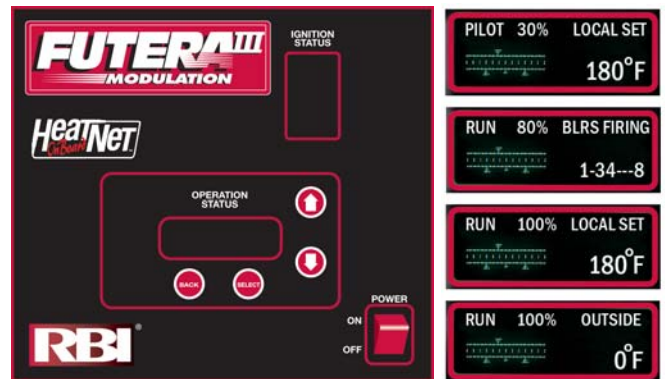 FUTERA III
MODULATION
HeatNet
OnBoard
IGNITION
STATUS
OPERATION
STATUS
BACK
SELECT
POWER
ON
OFF
RBI®
PILOT 30% LOCAL SET
180°F
RUN 80% BLRS FIRING
1-34---8
RUN 100% LOCAL SET
180°F
RUN 100% OUTSIDE
0°F